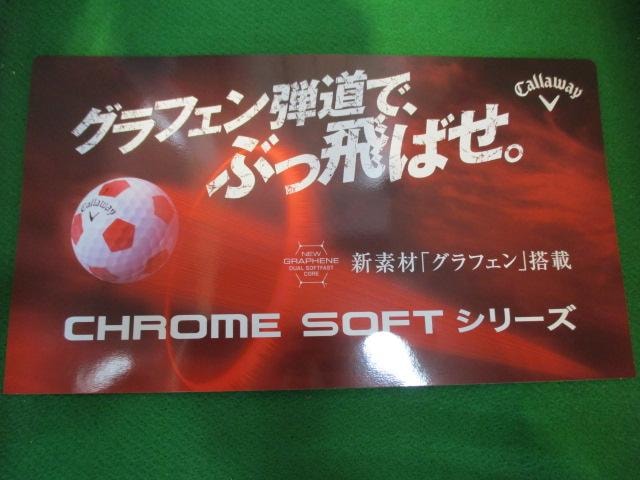 グラフェン弾道で、
ぶっ飛ばせ。
Callaway
Callaway
NEW
GRAPHENE
DUAL SOFTFAST
CORE
新素材「グラフェン」搭載
CHROME SOFT シリーズ